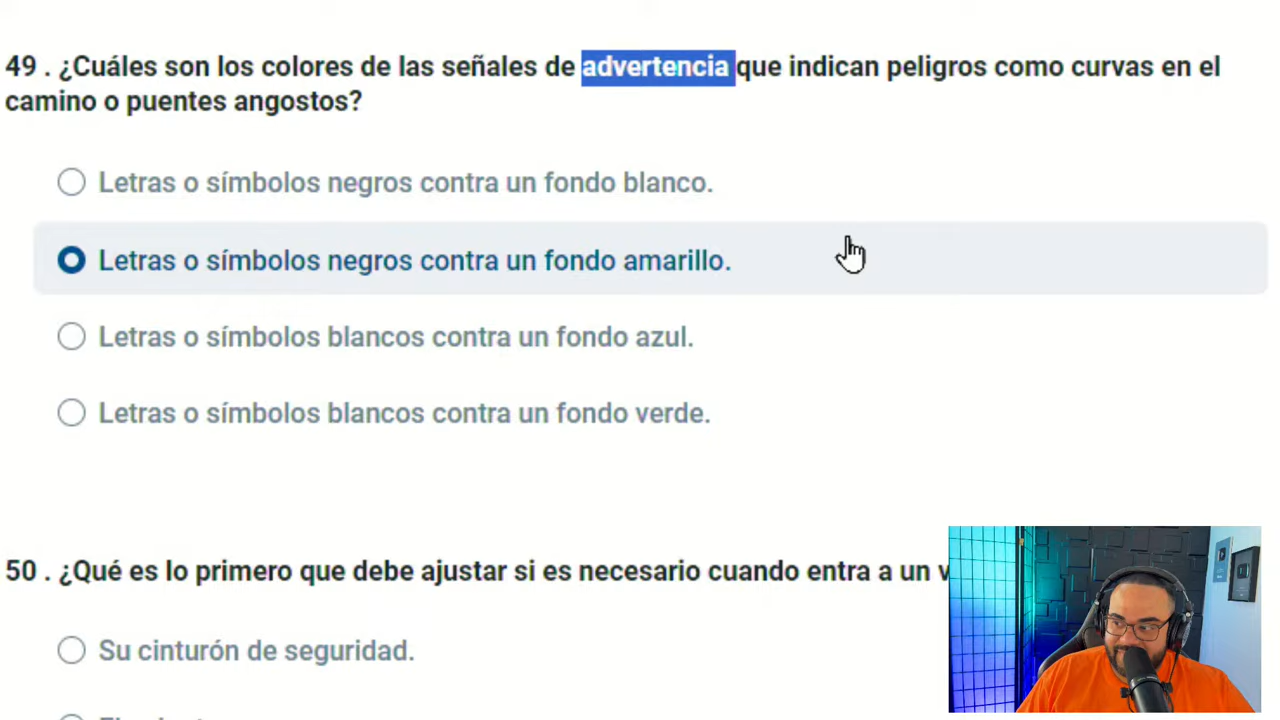 49 . ¿Cuáles son los colores de las señales de advertencia que indican peligros como curvas en el
camino o puentes angostos?
Letras o símbolos negros contra un fondo blanco.
Letras o símbolos negros contra un fondo amarillo.
Letras o símbolos blancos contra un fondo azul.
Letras o símbolos blancos contra un fondo verde.
50 . ¿Qué es lo primero que debe ajustar si es necesario cuando entra a un
Su cinturón de seguridad.